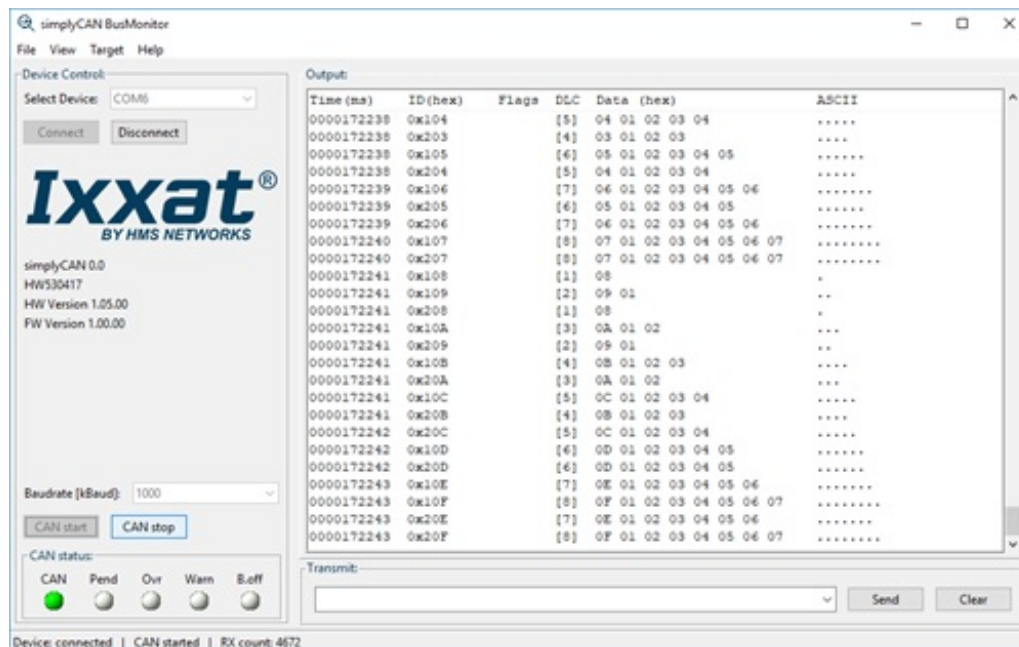 simplyCAN BusMonitor
File View Target Help
Device Control:
Select Device: COM6
Connect Disconnect
Ixxat®
BY HMS NETWORKS
simplyCAN 0.0
HW530417
HW Version 1.05.00
FW Version 1.00.00
Baudrate [kBaud]: 1000
CAN start CAN stop
CAN status:
CAN Pend Ovr Warn B.off
Output:
Time(ms) ID(hex) Flags DLC Data (hex) ASCII
0000172238 0x104 [5] 04 01 02 03 04 .....
0000172238 0x203 [4] 03 01 02 03 ....
0000172238 0x105 [6] 05 01 02 03 04 05 ......
0000172238 0x204 [5] 04 01 02 03 04 .....
0000172239 0x106 [7] 06 01 02 03 04 05 06 .......
0000172239 0x205 [6] 05 01 02 03 04 05 ......
0000172239 0x206 [7] 06 01 02 03 04 05 06 .......
0000172240 0x107 [8] 07 01 02 03 04 05 06 07 ........
0000172240 0x207 [8] 07 01 02 03 04 05 06 07 ........
0000172241 0x108 [1] 08 .
0000172241 0x109 [2] 09 01 ..
0000172241 0x208 [1] 08 .
0000172241 0x10A [3] 0A 01 02 ...
0000172241 0x209 [2] 09 01 ..
0000172241 0x10B [4] 0B 01 02 03 ....
0000172241 0x20A [3] 0A 01 02 ...
0000172241 0x10C [5] 0C 01 02 03 04 .....
0000172241 0x20B [4] 0B 01 02 03 ....
0000172242 0x20C [5] 0C 01 02 03 04 .....
0000172242 0x10D [6] 0D 01 02 03 04 05 ......
0000172242 0x20D [6] 0D 01 02 03 04 05 ......
0000172243 0x10E [7] 0E 01 02 03 04 05 06 .......
0000172243 0x10F [8] 0F 01 02 03 04 05 06 07 ........
0000172243 0x20E [7] 0E 01 02 03 04 05 06 .......
0000172243 0x20F [8] 0F 01 02 03 04 05 06 07 ........
Transmit:
Send Clear
Device: connected | CAN started | RX count: 4672